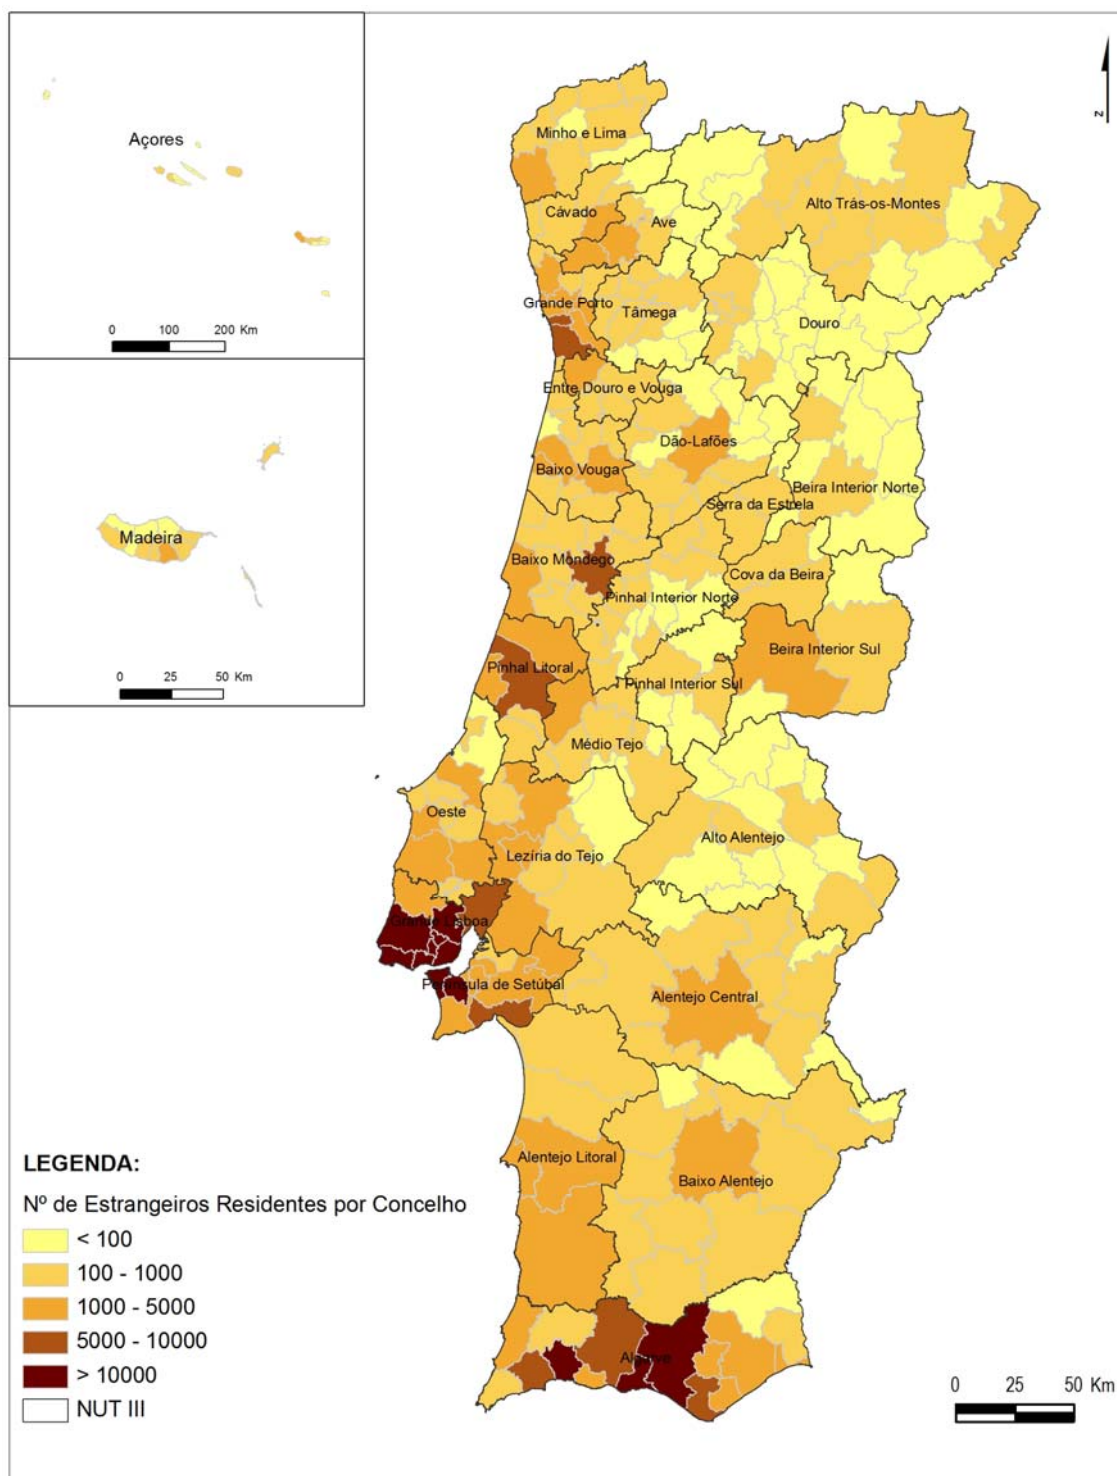 Açores
0 100 200 Km
Madeira
0 25 50 Km
z
Minho e Lima
Alto Trás-os-Montes
Cávado
Ave
Grande Porto
Tâmega
Douro
Entre Douro e Vouga
Dão-Lafões
Baixo Vouga
Beira Interior Norte
Serra da Estrela
Baixo Mondego
Cova da Beira
Pinhal Interior Norte
Beira Interior Sul
Pinhal Litoral
Pinhal Interior Sul
Médio Tejo
Oeste
Alto Alentejo
Lezíria do Tejo
Grande Lisboa
Península de Setúbal
Alentejo Central
Alentejo Litoral
Baixo Alentejo
Algarve
LEGENDA:
Nº de Estrangeiros Residentes por Concelho
< 100
100 - 1000
1000 - 5000
5000 - 10000
> 10000
NUT III
0 25 50 Km